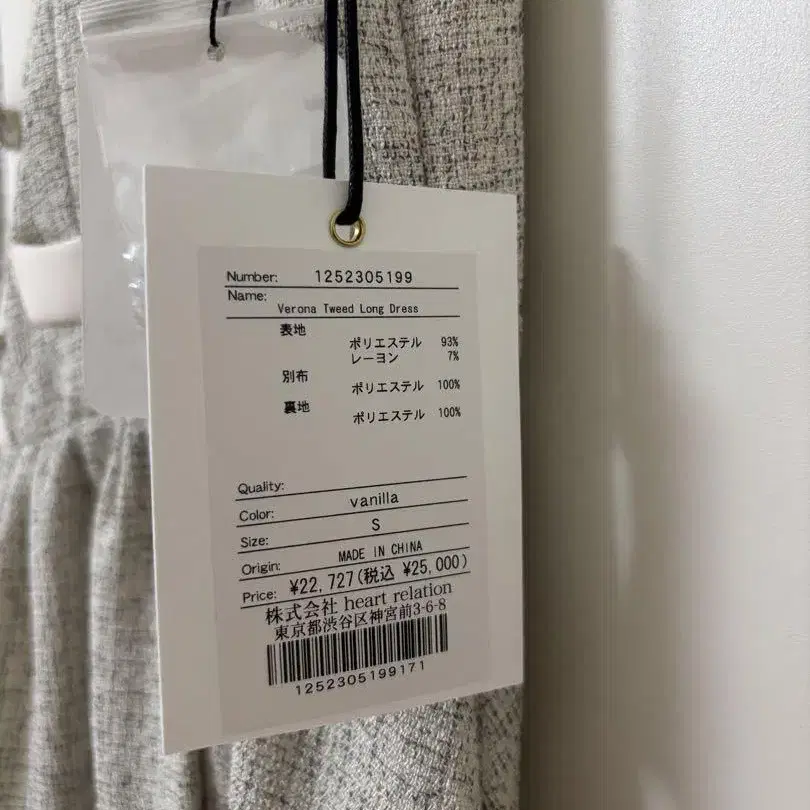 Number: 1252305199
Name:
Verona Tweed Long Dress
表地
ポリエステル 93%
レーヨン 7%
別布
ポリエステル 100%
裏地
ポリエステル 100%
Quality:
Color: vanilla
Size: S
Origin: MADE IN CHINA
Price: ¥22,727(税込 ¥25,000)
株式会社 heart relation
東京都渋谷区神宮前3-6-8
1252305199171